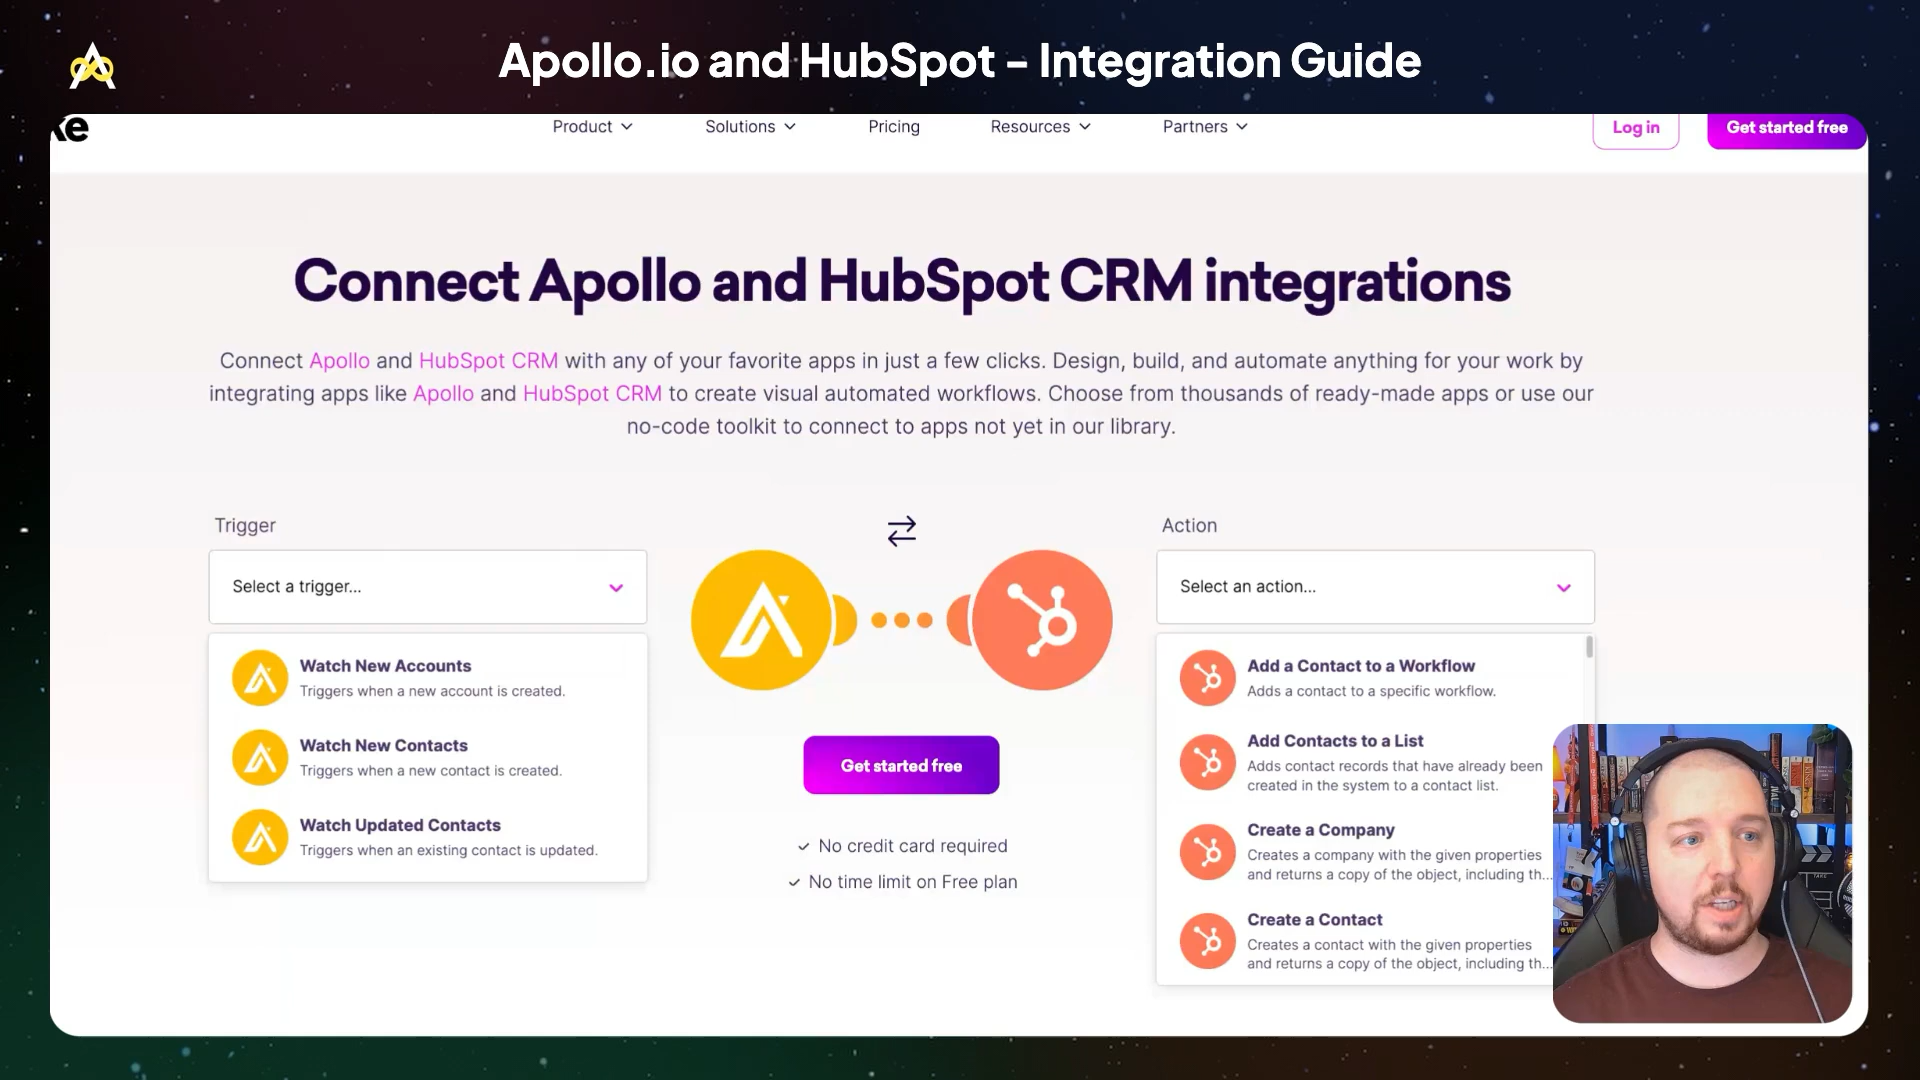 Apollo.io and HubSpot – Integration Guide
ke
Product
Solutions
Pricing
Resources
Partners
Log in
Get started free
Connect Apollo and HubSpot CRM integrations
Connect Apollo and HubSpot CRM with any of your favorite apps in just a few clicks. Design, build, and automate anything for your work by
integrating apps like Apollo and HubSpot CRM to create visual automated workflows. Choose from thousands of ready-made apps or use our
no-code toolkit to connect to apps not yet in our library.
Trigger
Select a trigger...
Watch New Accounts
Triggers when a new account is created.
Watch New Contacts
Triggers when a new contact is created.
Watch Updated Contacts
Triggers when an existing contact is updated.
Get started free
No credit card required
No time limit on Free plan
Action
Select an action...
Add a Contact to a Workflow
Adds a contact to a specific workflow.
Add Contacts to a List
Adds contact records that have already been
created in the system to a contact list.
Create a Company
Creates a company with the given properties
and returns a copy of the object, including th...
Create a Contact
Creates a contact with the given properties
and returns a copy of the object, including th...